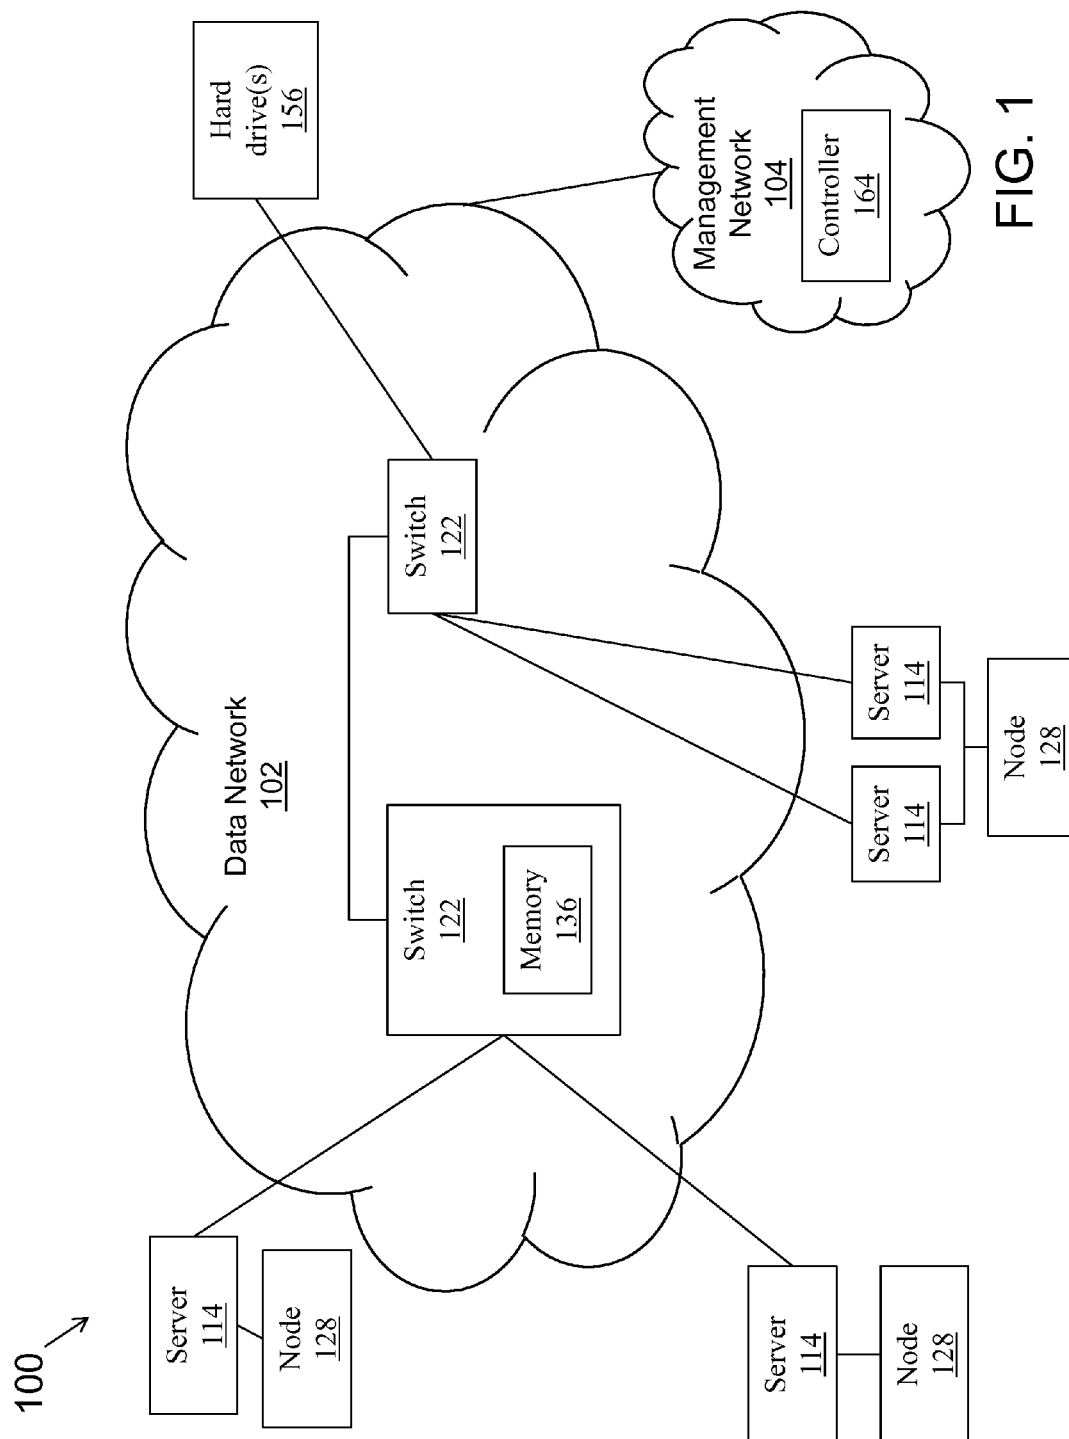 100
Server
114
Node
128
Data Network
102
Hard
drive(s)
156
Switch
122
Memory
136
Switch
122
Management
Network
104
Controller
164
Server
114
Node
128
Server
114
Server
114
Node
128
FIG. 1